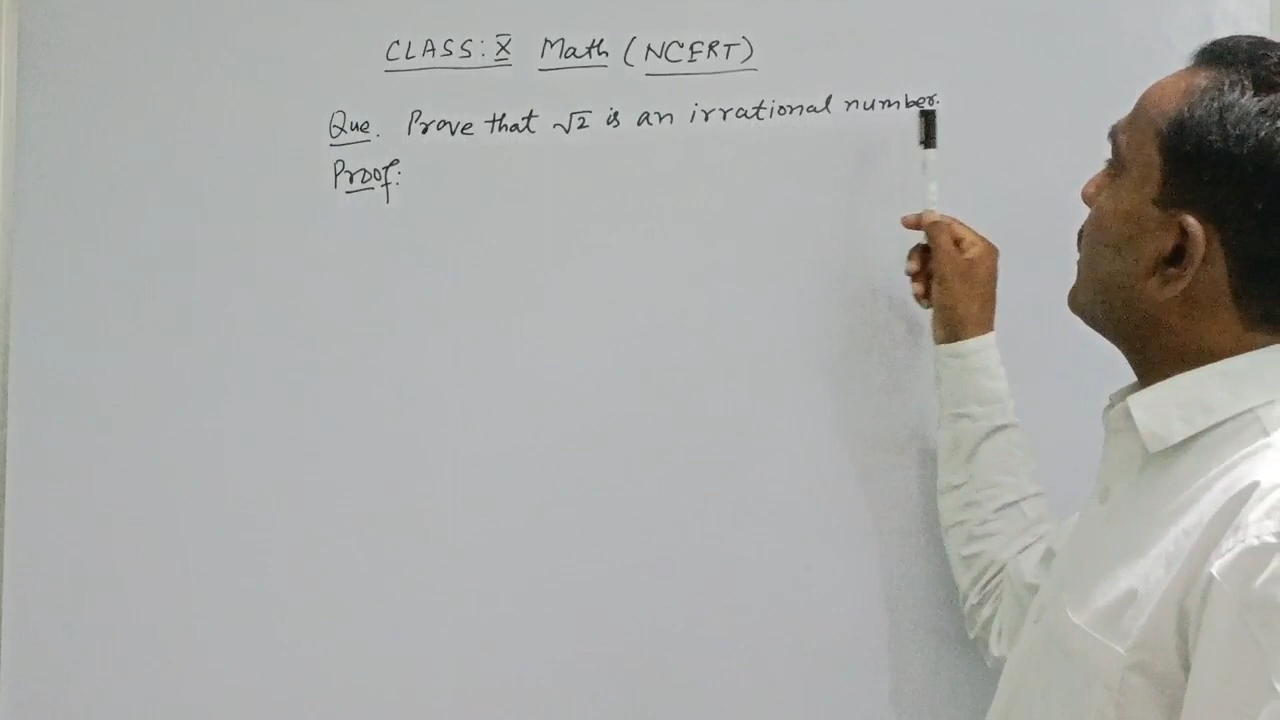 CLASS: X Math (NCERT)
Que. Prove that √2 is an irrational number.
Proof: